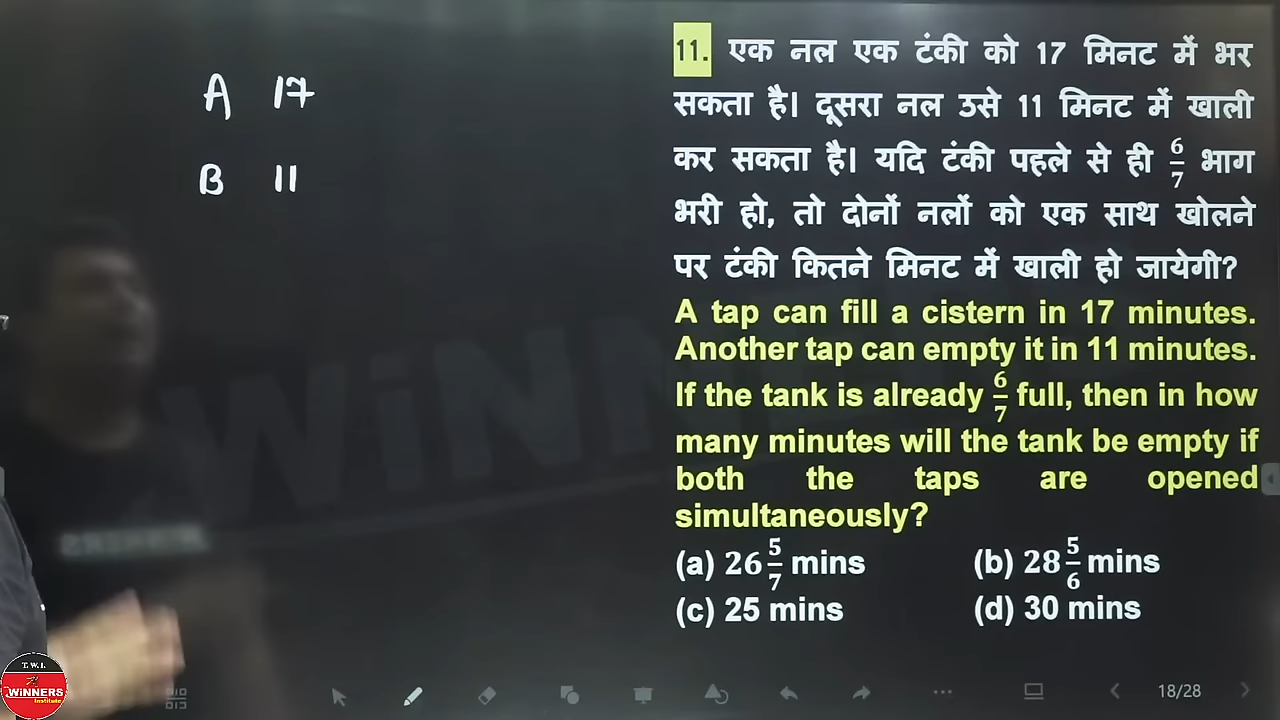 A 17
B 11
11. एक नल एक टंकी को 17 मिनट में भर
सकता है। दूसरा नल उसे 11 मिनट में खाली
कर सकता है। यदि टंकी पहले से ही 6/7 भाग
भरी हो, तो दोनों नलों को एक साथ खोलने
पर टंकी कितने मिनट में खाली हो जायेगी?
A tap can fill a cistern in 17 minutes.
Another tap can empty it in 11 minutes.
If the tank is already 6/7 full, then in how
many minutes will the tank be empty if
both the taps are opened
simultaneously?
(a) 26 5/7 mins (b) 28 5/6 mins
(c) 25 mins (d) 30 mins
WiNNER
T.W.I.
WiNNERS
Institute
18/28